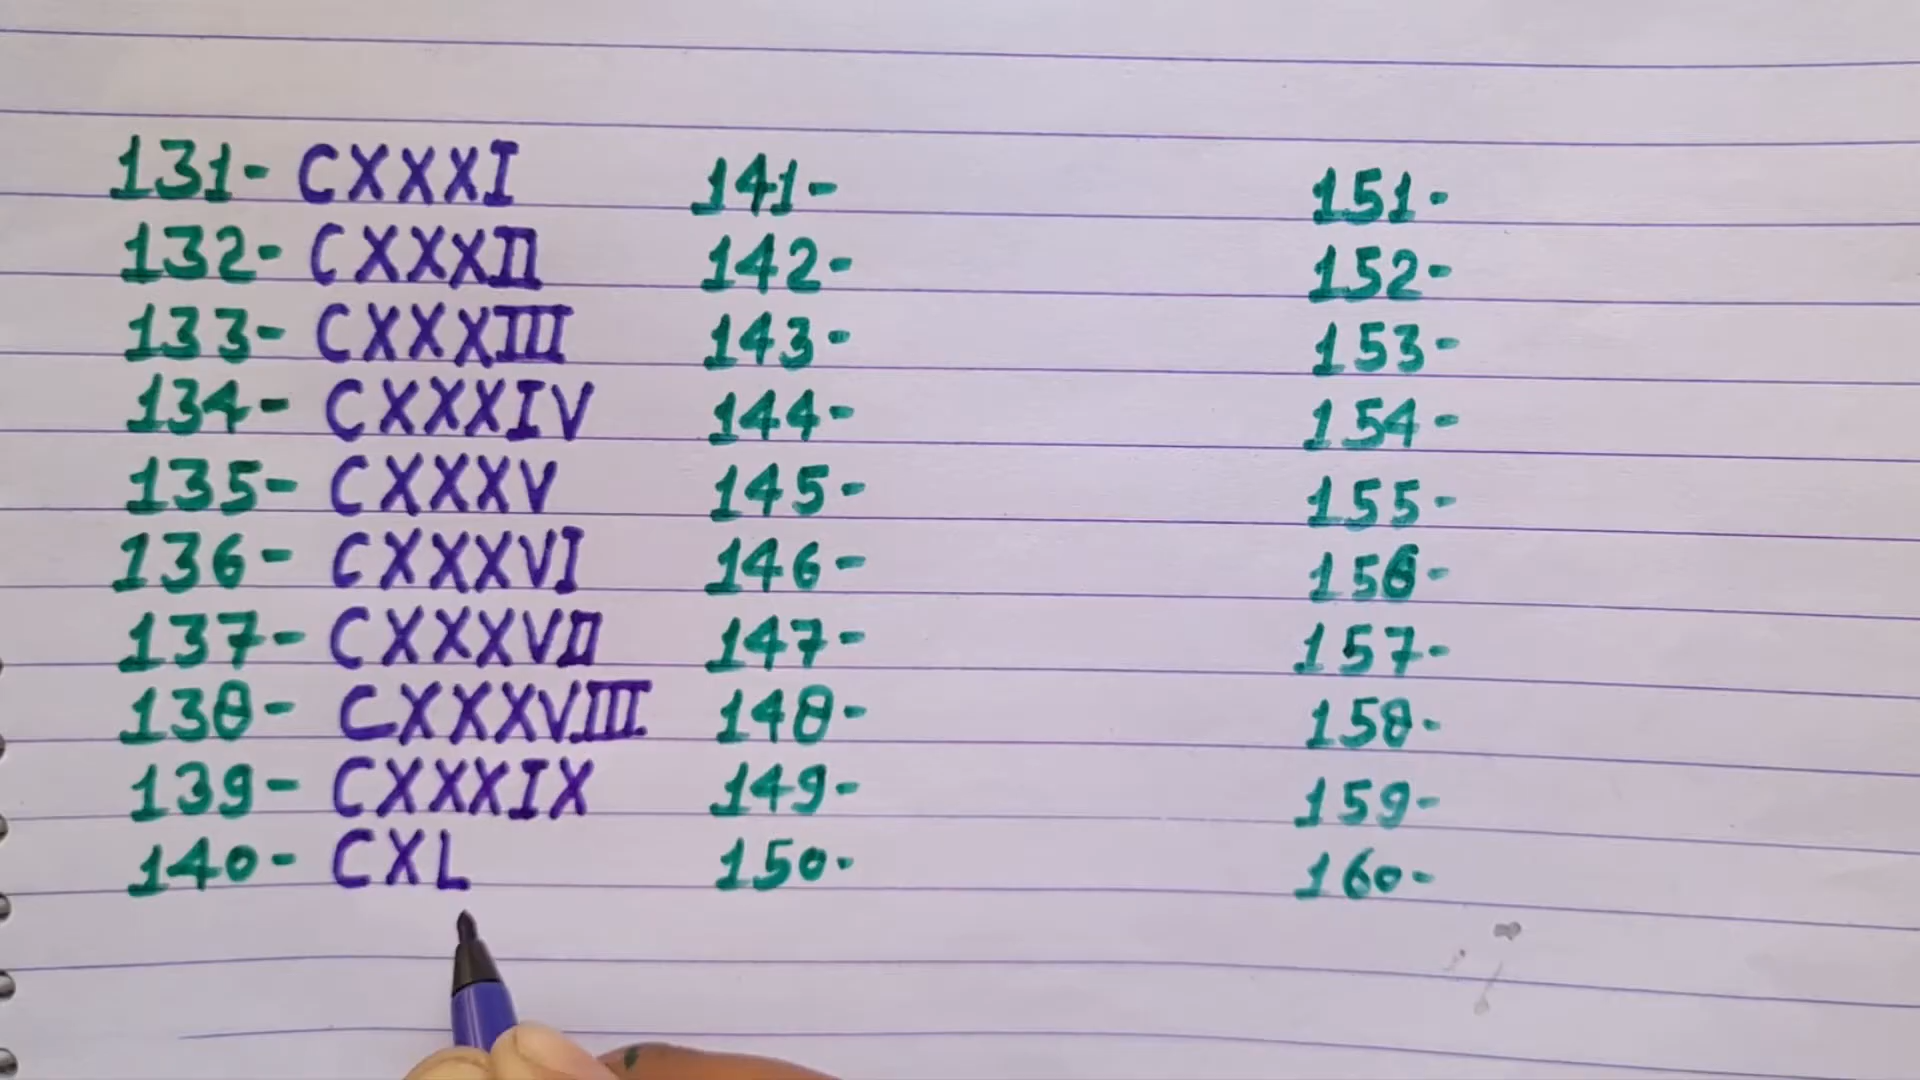 131- CXXXI 141- 151-
132- CXXXII 142- 152-
133- CXXXIII 143- 153-
134- CXXXIV 144- 154-
135- CXXXV 145- 155-
136- CXXXVI 146- 156-
137- CXXXVII 147- 157-
138- CXXXVIII 148- 158-
139- CXXXIX 149- 159-
140- CXL 150- 160-